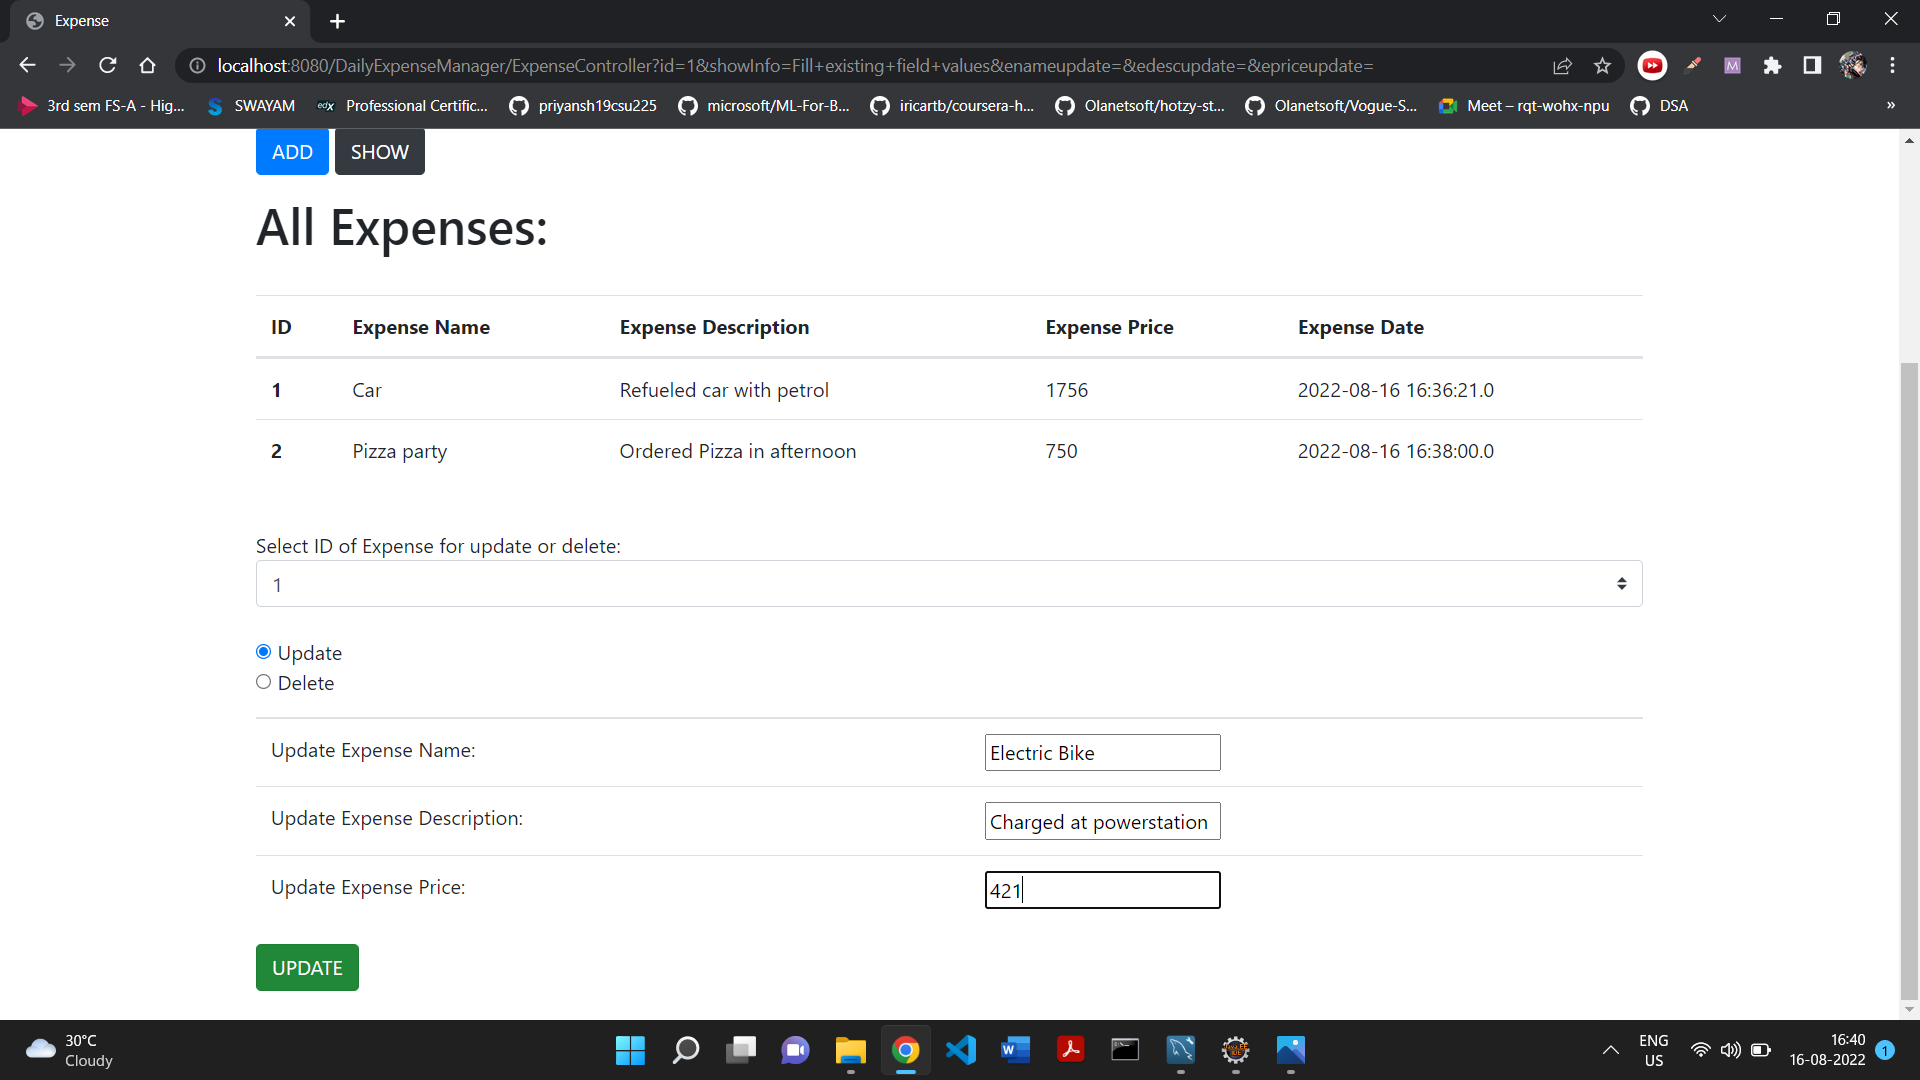 Expense
localhost:8080/DailyExpenseManager/ExpenseController?id=1&showInfo=Fill+existing+field+values&enameupdate=&edescupdate=&epriceupdate=
3rd sem FS-A - Hig...
S SWAYAM
edX Professional Certific...
priyansh19csu225
microsoft/ML-For-B...
iricartb/coursera-h...
Olanetsoft/hotzy-st...
Olanetsoft/Vogue-S...
Meet – rqt-wohx-npu
DSA
»
M
ADD SHOW
All Expenses:
ID Expense Name Expense Description Expense Price Expense Date
1 Car Refueled car with petrol 1756 2022-08-16 16:36:21.0
2 Pizza party Ordered Pizza in afternoon 750 2022-08-16 16:38:00.0
Select ID of Expense for update or delete:
1
Update
Delete
Update Expense Name: Electric Bike
Update Expense Description: Charged at powerstation
Update Expense Price: 421
UPDATE
30°C
Cloudy
W
ENG
US
16:40
16-08-2022
1